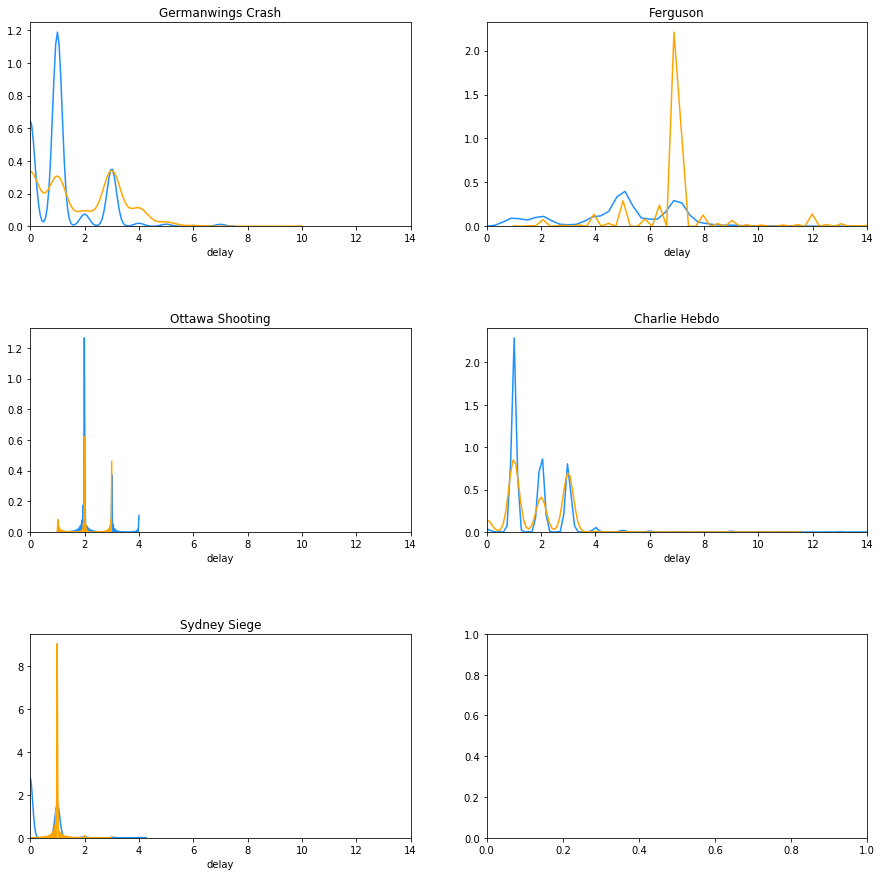 Germanwings Crash
1.2
1.0
0.8
0.6
0.4
0.2
0.0
0 2 4 6 8 10 12 14
delay
Ferguson
2.0
1.5
1.0
0.5
0.0
0 2 4 6 8 10 12 14
delay
Ottawa Shooting
1.2
1.0
0.8
0.6
0.4
0.2
0.0
0 2 4 6 8 10 12 14
delay
Charlie Hebdo
2.0
1.5
1.0
0.5
0.0
0 2 4 6 8 10 12 14
delay
Sydney Siege
8
6
4
2
0
0 2 4 6 8 10 12 14
delay
1.0
0.8
0.6
0.4
0.2
0.0
0.0 0.2 0.4 0.6 0.8 1.0